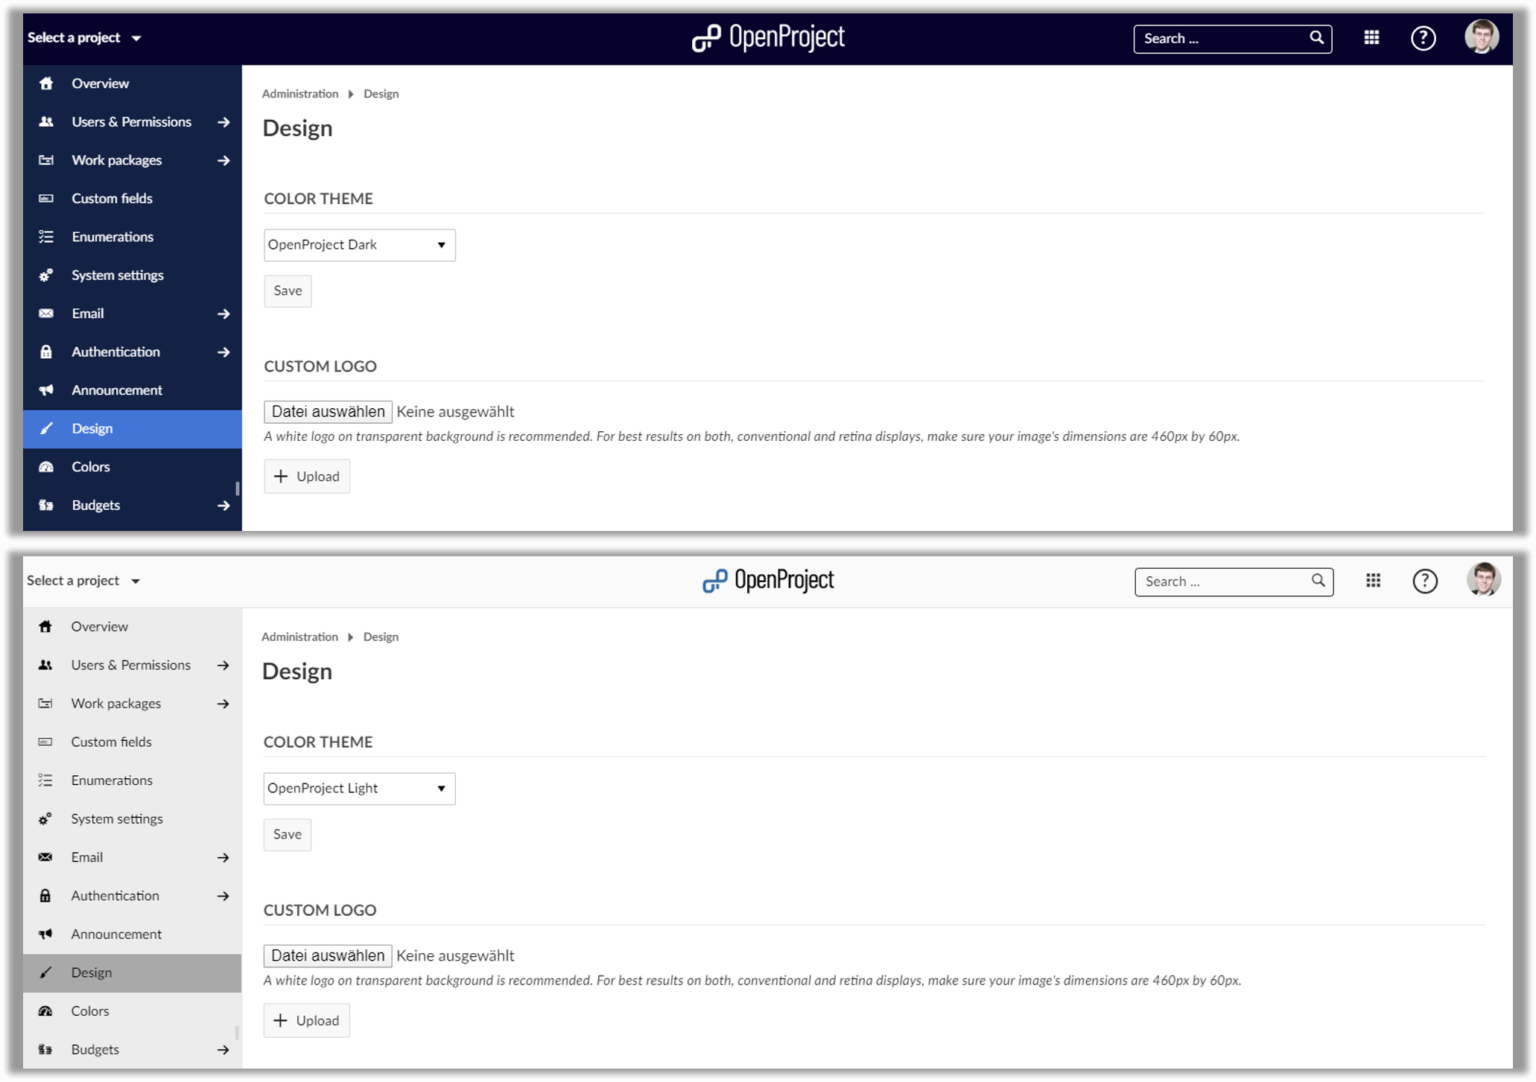 Select a project
OpenProject
Search ...
Overview
Users & Permissions
Work packages
Custom fields
Enumerations
System settings
Email
Authentication
Announcement
Design
Colors
Budgets
Administration Design
Design
COLOR THEME
OpenProject Dark
Save
CUSTOM LOGO
Datei auswählen Keine ausgewählt
A white logo on transparent background is recommended. For best results on both, conventional and retina displays, make sure your image's dimensions are 460px by 60px.
+ Upload
Select a project
OpenProject
Search ...
Overview
Users & Permissions
Work packages
Custom fields
Enumerations
System settings
Email
Authentication
Announcement
Design
Colors
Budgets
Administration Design
Design
COLOR THEME
OpenProject Light
Save
CUSTOM LOGO
Datei auswählen Keine ausgewählt
A white logo on transparent background is recommended. For best results on both, conventional and retina displays, make sure your image's dimensions are 460px by 60px.
+ Upload